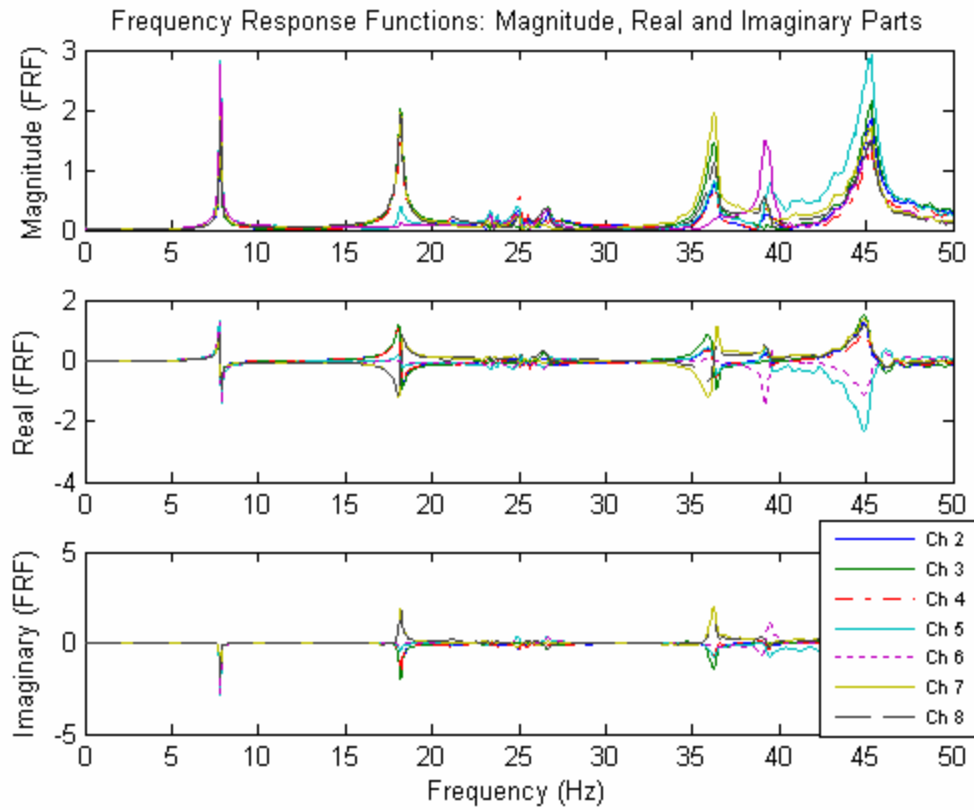 Frequency Response Functions: Magnitude, Real and Imaginary Parts
Magnitude (FRF)
3
2
1
0
0 5 10 15 20 25 30 35 40 45 50
Real (FRF)
2
0
-2
-4
0 5 10 15 20 25 30 35 40 45 50
Imaginary (FRF)
5
0
-5
0 5 10 15 20 25 30 35 40 45 50
Frequency (Hz)
Ch 2
Ch 3
Ch 4
Ch 5
Ch 6
Ch 7
Ch 8